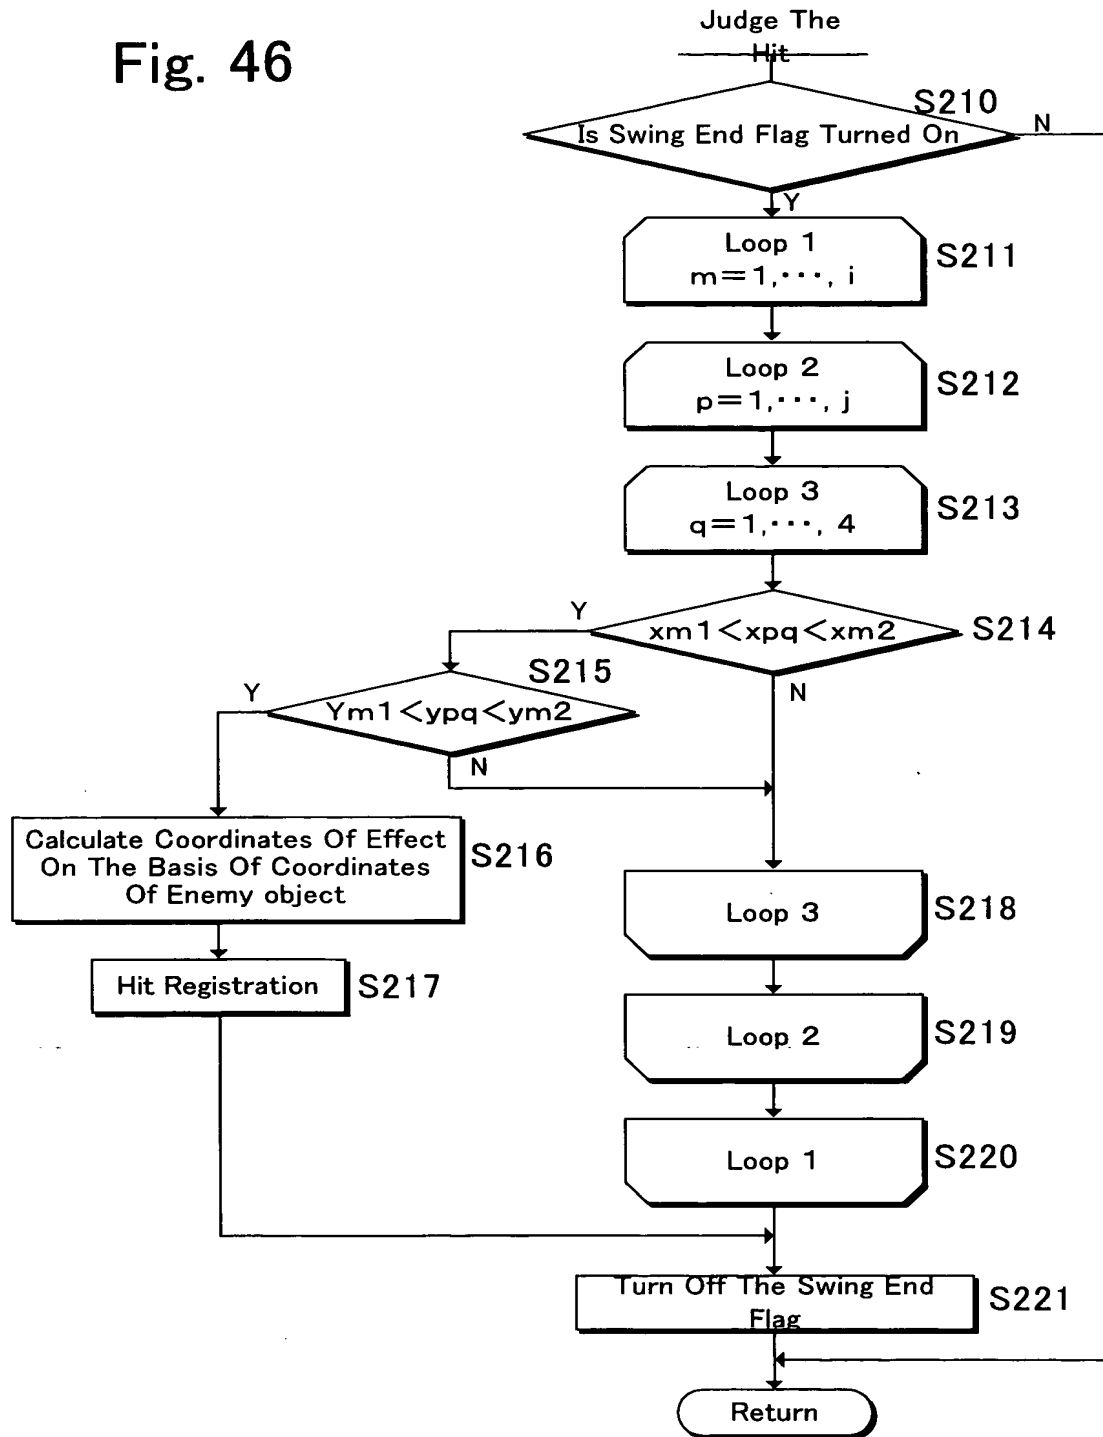 Fig. 46
Judge The
Hit
S210
Is Swing End Flag Turned On
N
Y
Loop 1
m=1,···, i
S211
Loop 2
p=1,···, j
S212
Loop 3
q=1,···, 4
S213
Y
xm1<xpq<xm2
S214
N
S215
Y
Ym1<ypq<ym2
N
Calculate Coordinates Of Effect
On The Basis Of Coordinates
Of Enemy object
S216
Hit Registration
S217
Loop 3
S218
Loop 2
S219
Loop 1
S220
Turn Off The Swing End
Flag
S221
Return